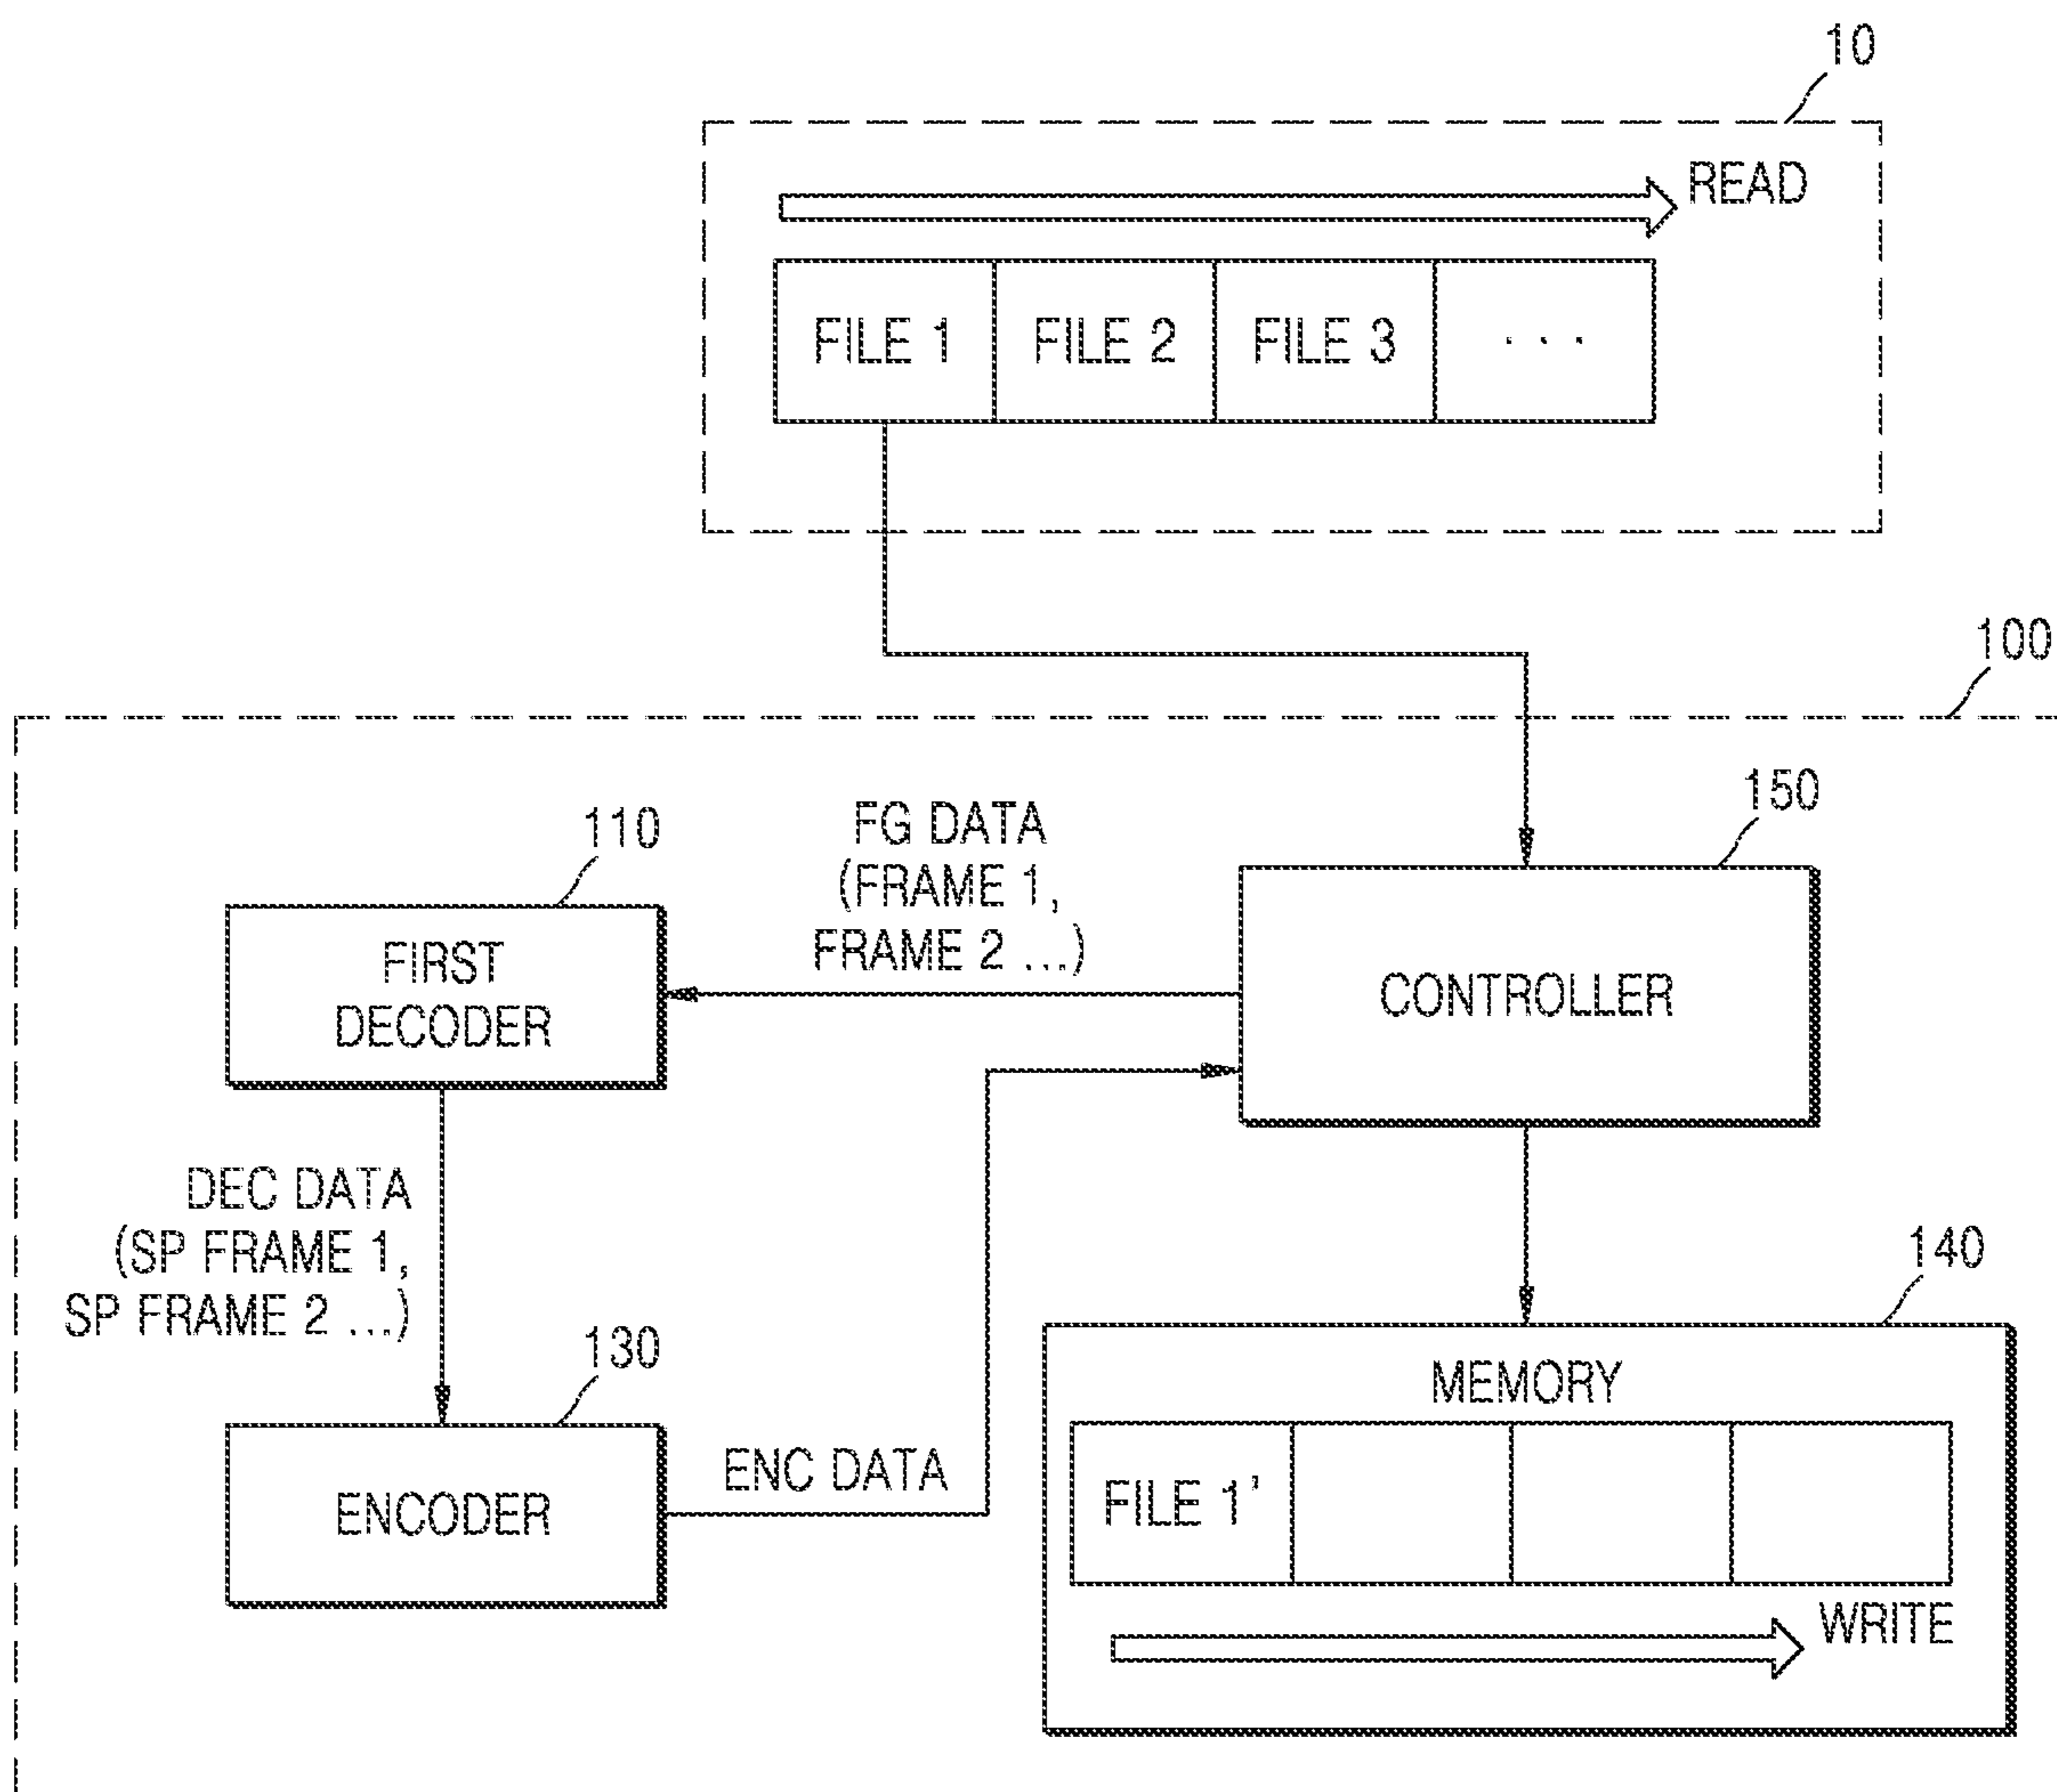 10
READ
FILE 1
FILE 2
FILE 3
. . .
100
150
FG DATA
(FRAME 1,
FRAME 2 ...)
110
FIRST
DECODER
CONTROLLER
DEC DATA
(SP FRAME 1,
SP FRAME 2 ...)
140
130
MEMORY
ENC DATA
ENCODER
FILE 1'
WRITE